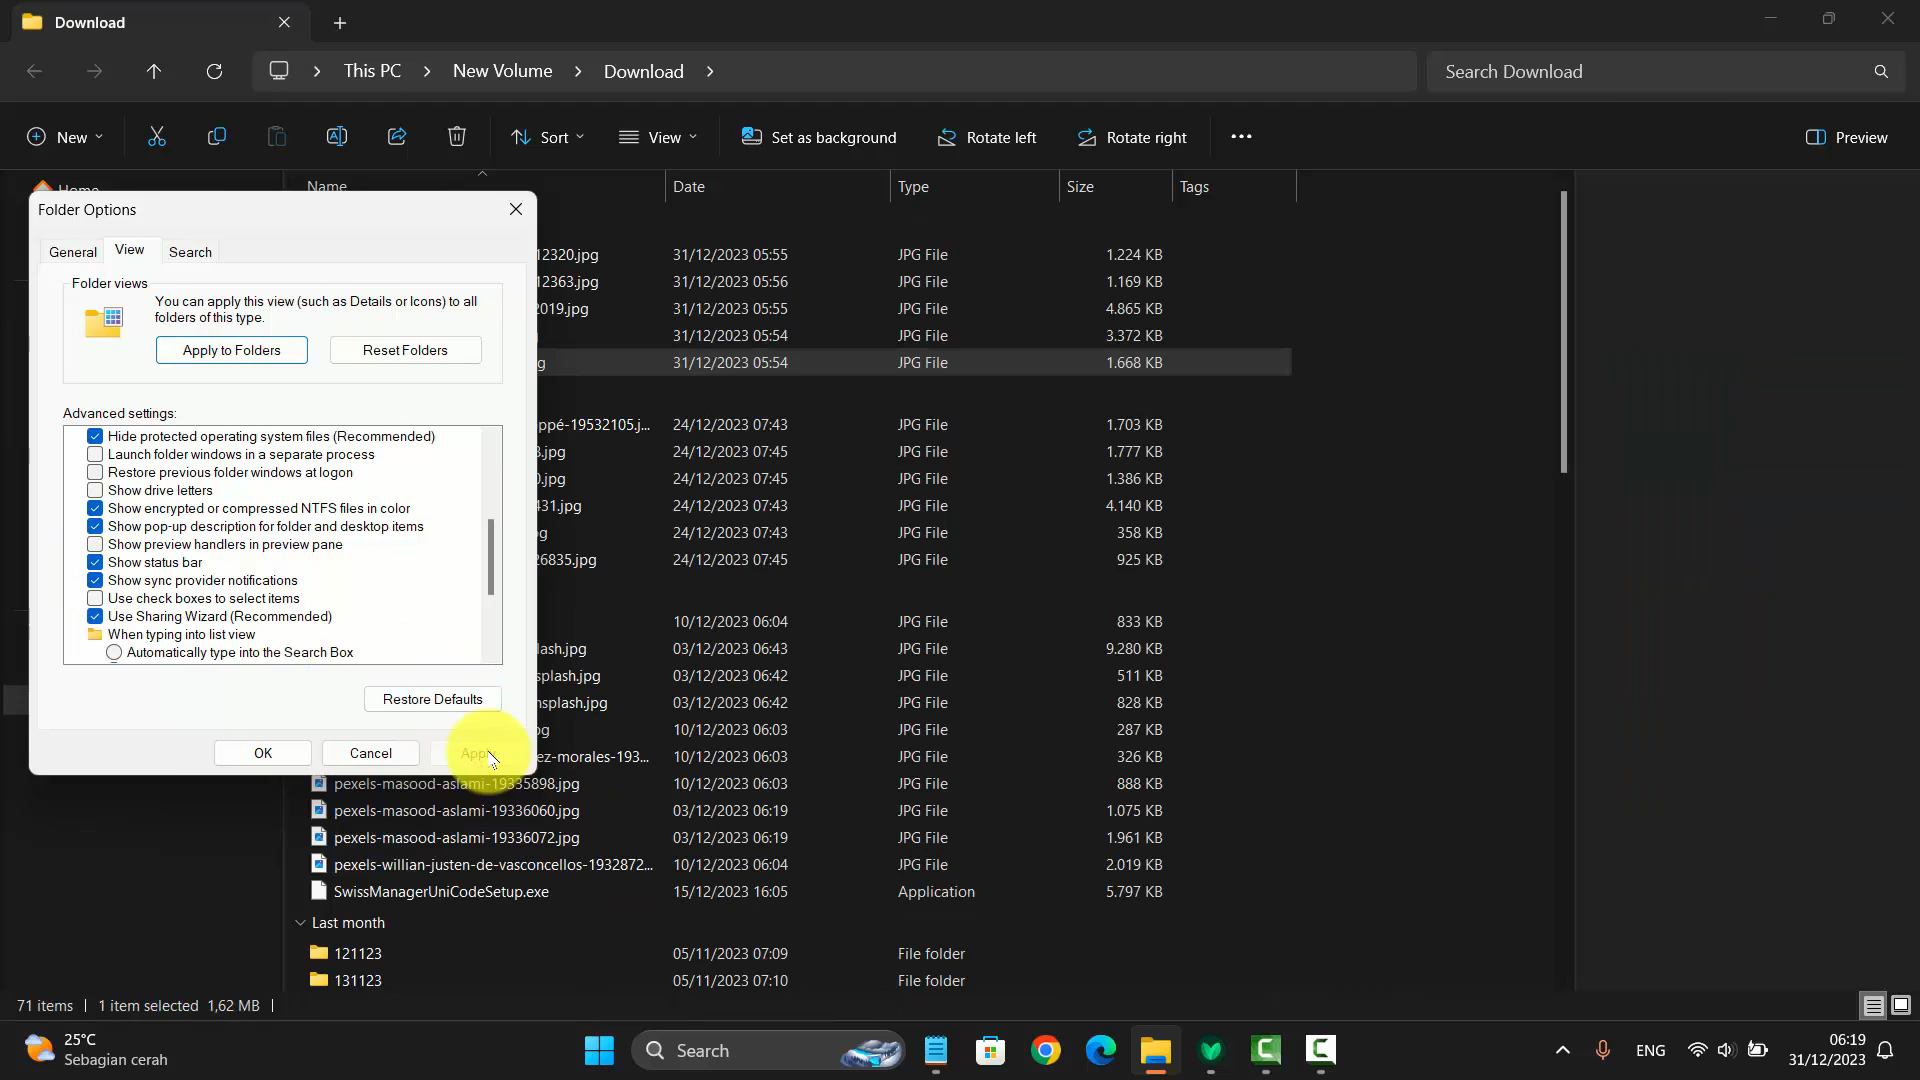 Download
This PC
New Volume
Download
Search Download
New
Sort
View
Set as background
Rotate left
Rotate right
Preview
Home
Name
Date
Type
Size
Tags
Folder Options
General
View
Search
Folder views
You can apply this view (such as Details or Icons) to all
folders of this type.
Apply to Folders
Reset Folders
Advanced settings:
Hide protected operating system files (Recommended)
Launch folder windows in a separate process
Restore previous folder windows at logon
Show drive letters
Show encrypted or compressed NTFS files in color
Show pop-up description for folder and desktop items
Show preview handlers in preview pane
Show status bar
Show sync provider notifications
Use check boxes to select items
Use Sharing Wizard (Recommended)
When typing into list view
Automatically type into the Search Box
Restore Defaults
OK
Cancel
Apply
12320.jpg 31/12/2023 05:55 JPG File 1.224 KB
12363.jpg 31/12/2023 05:56 JPG File 1.169 KB
2019.jpg 31/12/2023 05:55 JPG File 4.865 KB
31/12/2023 05:54 JPG File 3.372 KB
g 31/12/2023 05:54 JPG File 1.668 KB
ppé-19532105.j... 24/12/2023 07:43 JPG File 1.703 KB
3.jpg 24/12/2023 07:45 JPG File 1.777 KB
0.jpg 24/12/2023 07:45 JPG File 1.386 KB
431.jpg 24/12/2023 07:43 JPG File 4.140 KB
og 24/12/2023 07:43 JPG File 358 KB
26835.jpg 24/12/2023 07:45 JPG File 925 KB
10/12/2023 06:04 JPG File 833 KB
lash.jpg 03/12/2023 06:43 JPG File 9.280 KB
splash.jpg 03/12/2023 06:42 JPG File 511 KB
nsplash.jpg 03/12/2023 06:42 JPG File 828 KB
pg 10/12/2023 06:03 JPG File 287 KB
ez-morales-193... 10/12/2023 06:03 JPG File 326 KB
pexels-masood-aslami-19335898.jpg 10/12/2023 06:03 JPG File 888 KB
pexels-masood-aslami-19336060.jpg 03/12/2023 06:19 JPG File 1.075 KB
pexels-masood-aslami-19336072.jpg 03/12/2023 06:19 JPG File 1.961 KB
pexels-willian-justen-de-vasconcellos-1932872... 10/12/2023 06:04 JPG File 2.019 KB
SwissManagerUniCodeSetup.exe 15/12/2023 16:05 Application 5.797 KB
Last month
121123 05/11/2023 07:09 File folder
131123 05/11/2023 07:10 File folder
71 items
1 item selected 1,62 MB
25°C
Sebagian cerah
Search
ENG
06:19
31/12/2023